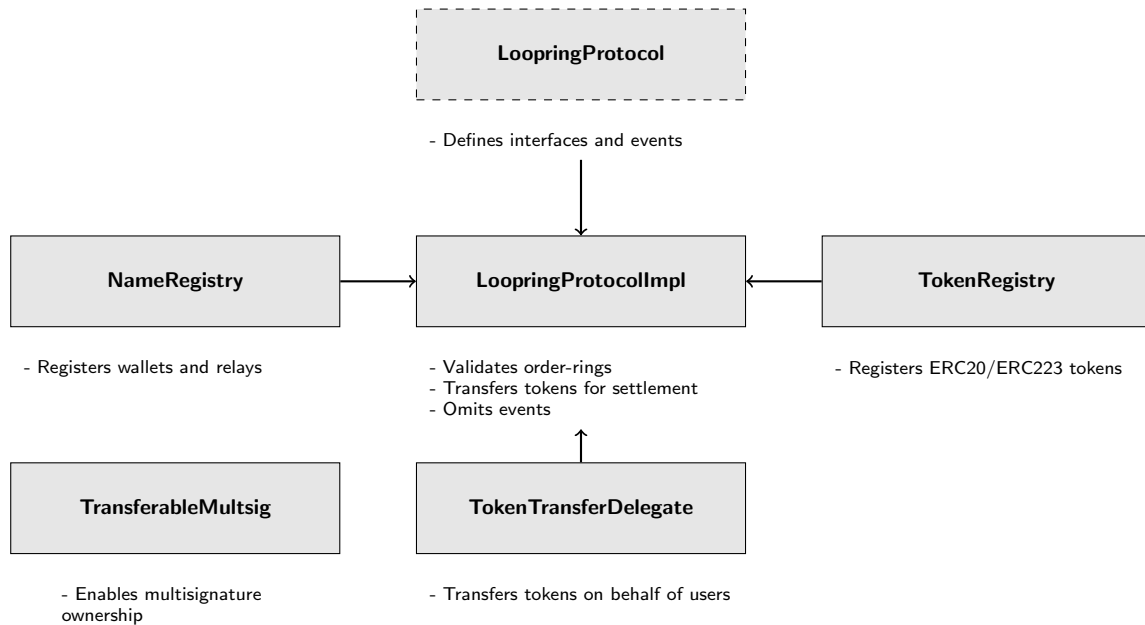 LoopringProtocol
- Defines interfaces and events
NameRegistry
LoopringProtocolImpl
TokenRegistry
- Registers wallets and relays
- Validates order-rings
- Transfers tokens for settlement
- Omits events
- Registers ERC20/ERC223 tokens
TransferableMultsig
TokenTransferDelegate
- Enables multisignature
ownership
- Transfers tokens on behalf of users